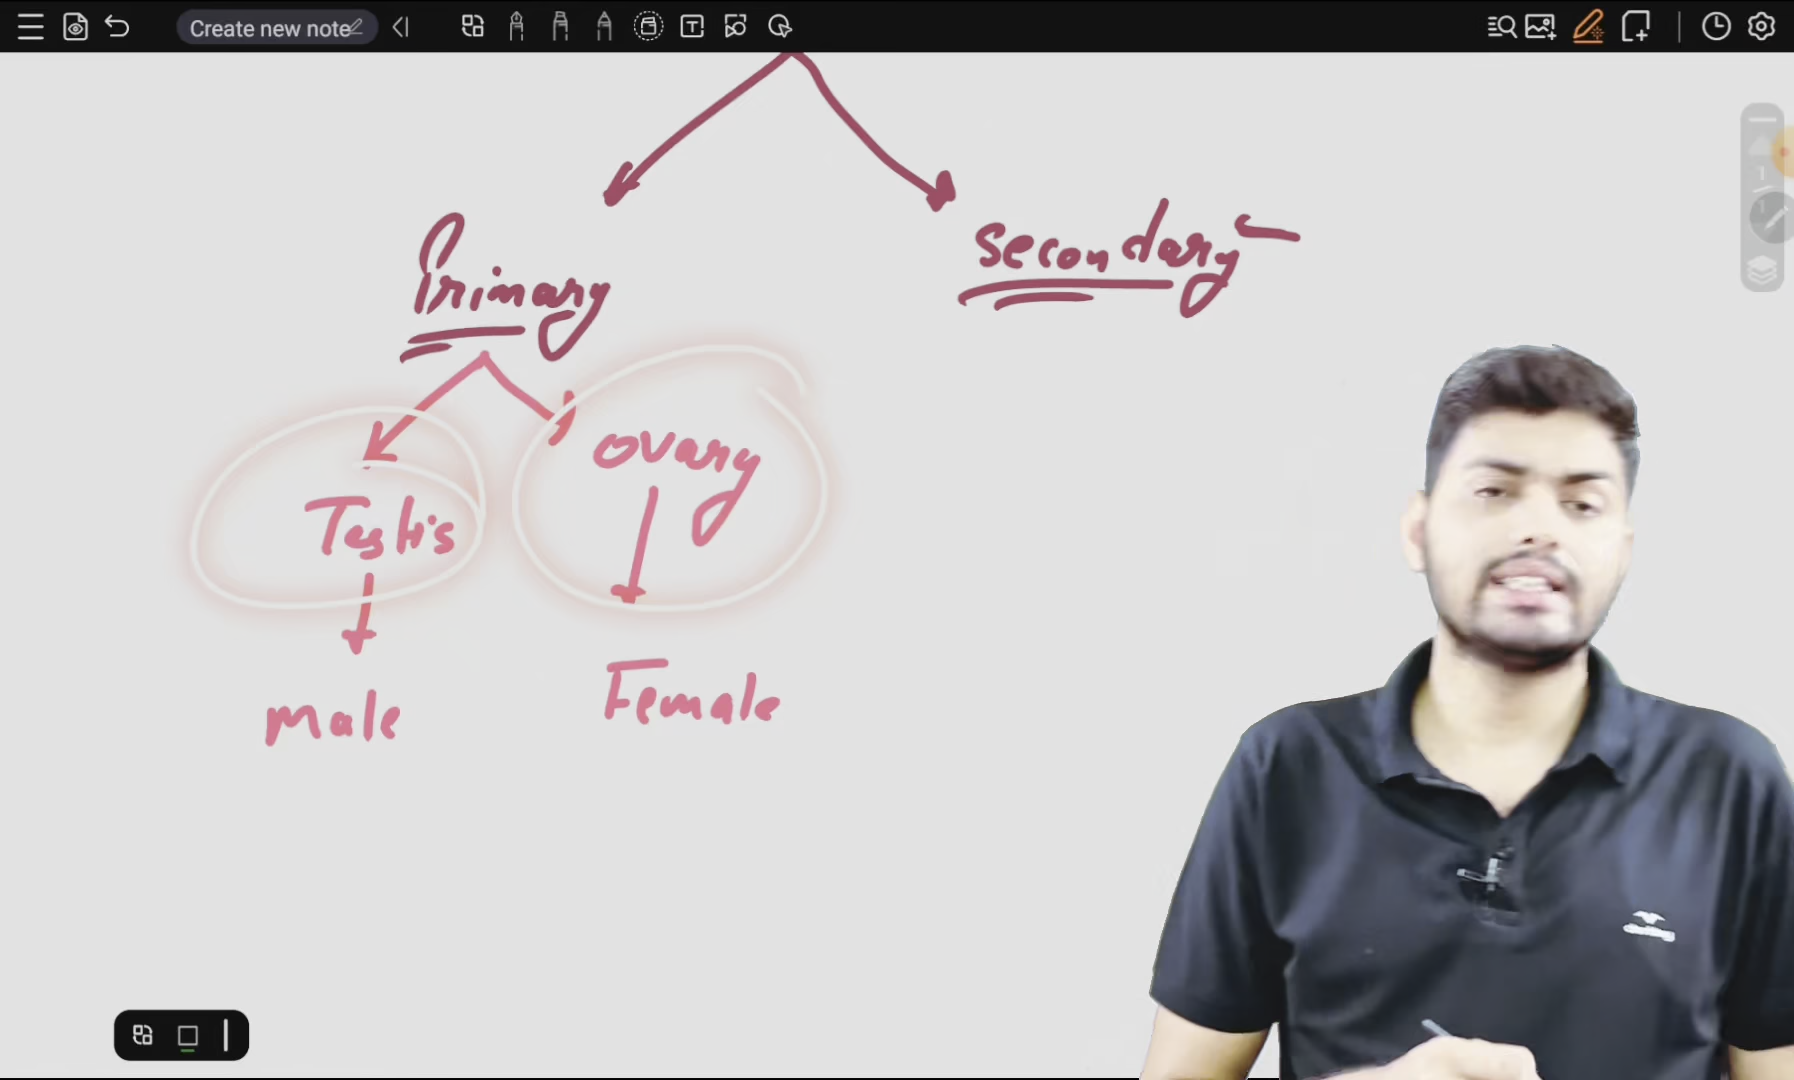 Create new note
Primary
Secondary
Testis
ovary
male
Female